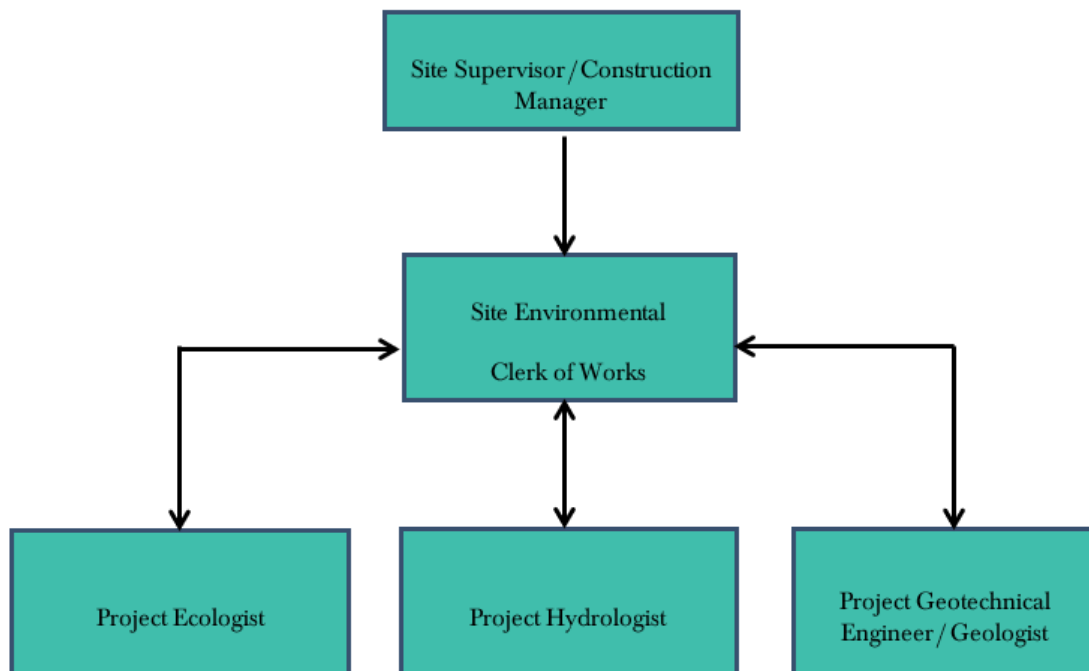 Site Supervisor/Construction
Manager
Site Environmental
Clerk of Works
Project Ecologist
Project Hydrologist
Project Geotechnical
Engineer/Geologist